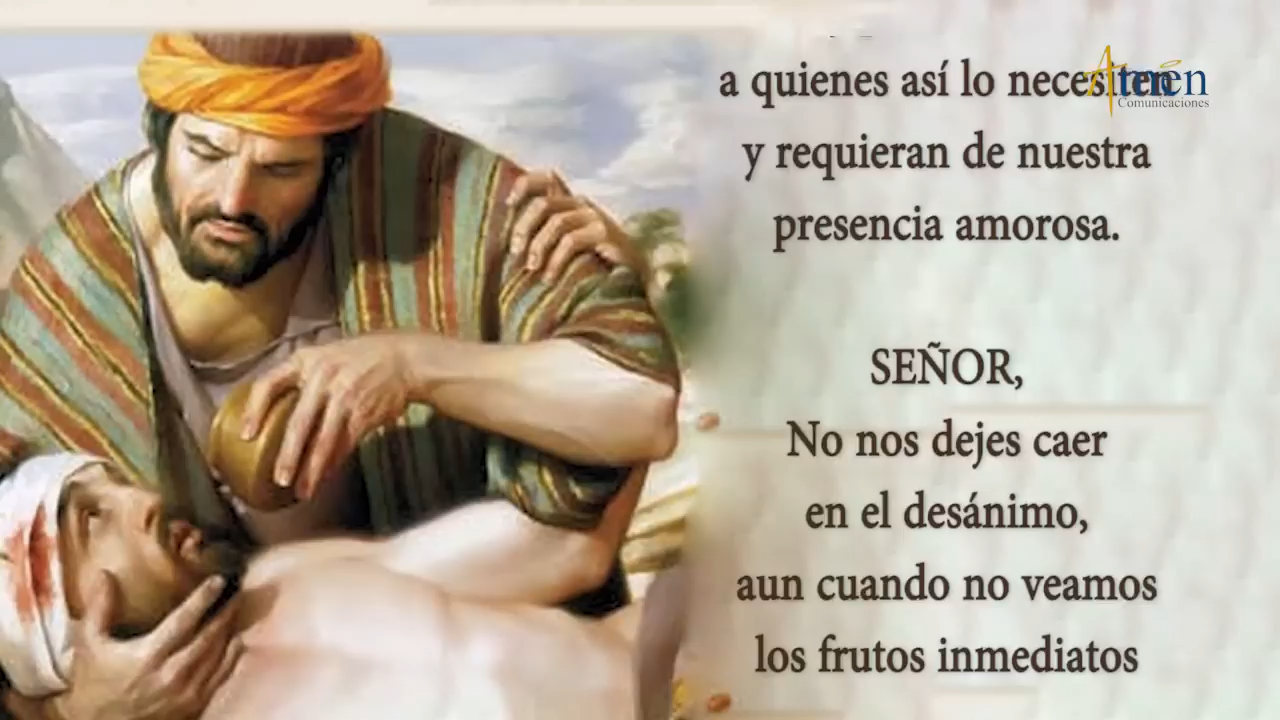 a quienes así lo necesiten
Amén
Comunicaciones
y requieran de nuestra
presencia amorosa.
SEÑOR,
No nos dejes caer
en el desánimo,
aun cuando no veamos
los frutos inmediatos